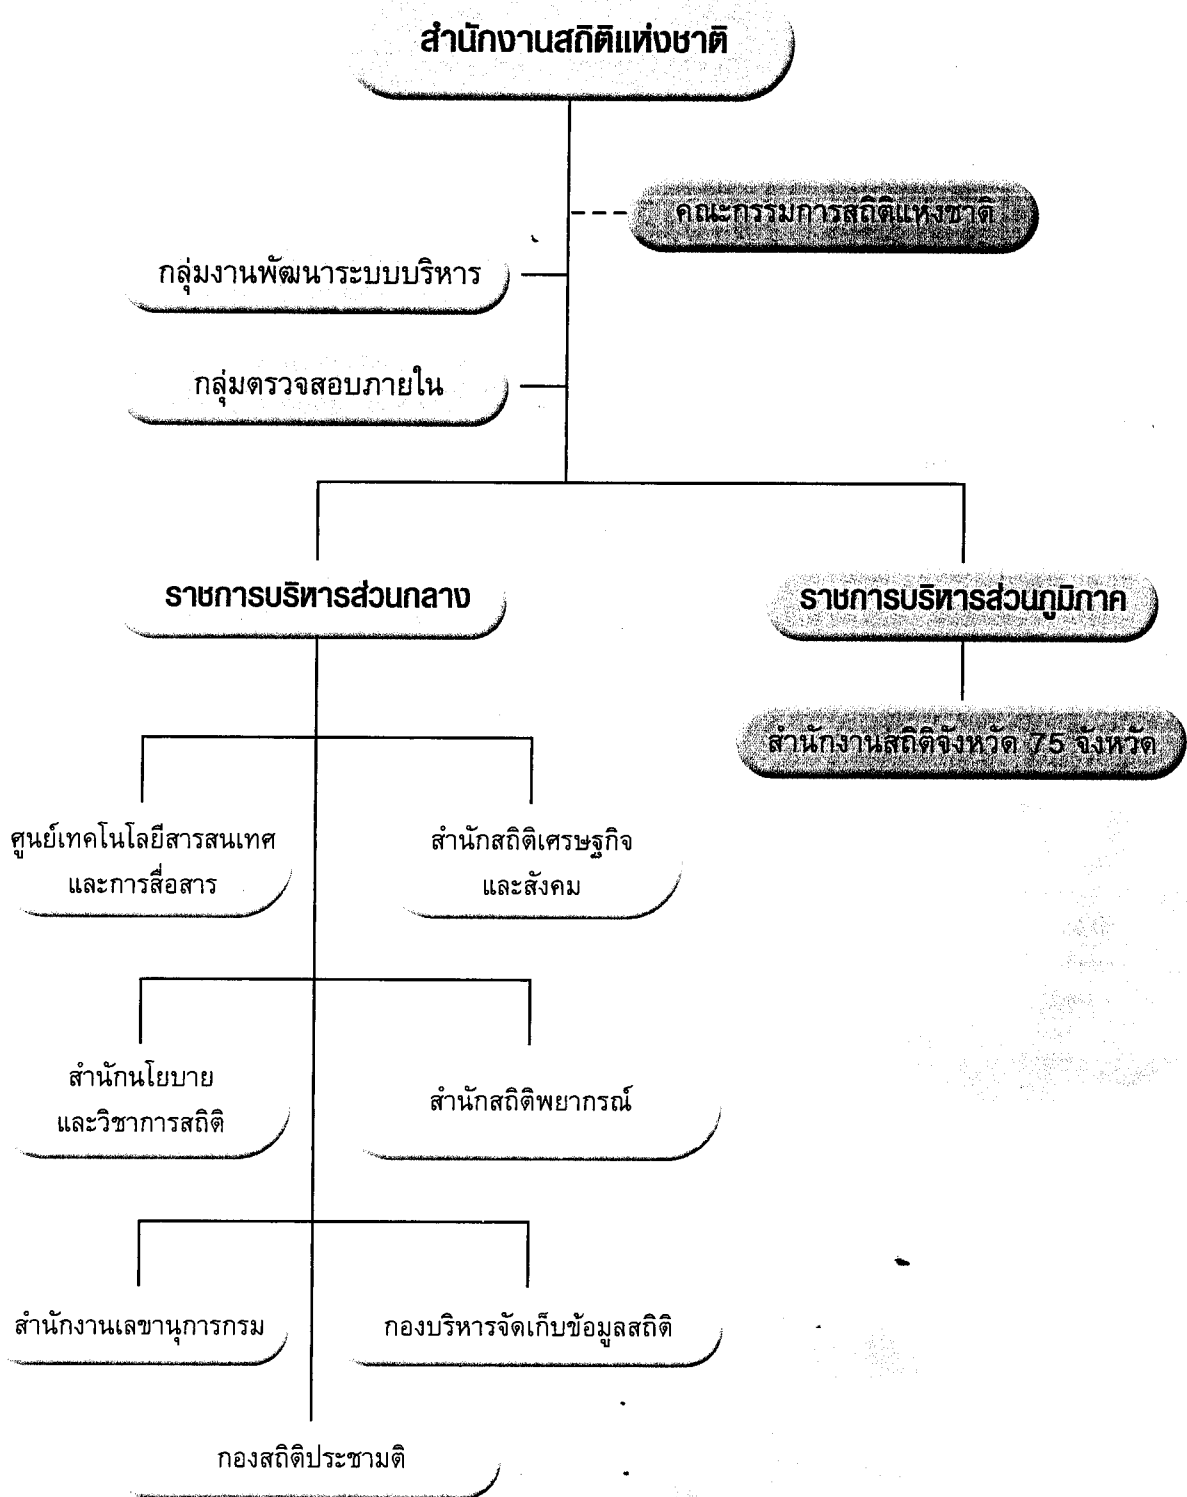 สำนักงานสถิติแห่งชาติ
คณะกรรมการสถิติแห่งชาติ
กลุ่มงานพัฒนาระบบบริหาร
กลุ่มตรวจสอบภายใน
ราชการบริหารส่วนกลาง
ราชการบริหารส่วนภูมิภาค
สำนักงานสถิติจังหวัด 75 จังหวัด
ศูนย์เทคโนโลยีสารสนเทศ
และการสื่อสาร
สำนักสถิติเศรษฐกิจ
และสังคม
สำนักนโยบาย
และวิชาการสถิติ
สำนักสถิติพยากรณ์
สำนักงานเลขานุการกรม
กองบริหารจัดเก็บข้อมูลสถิติ
กองสถิติประชามติ